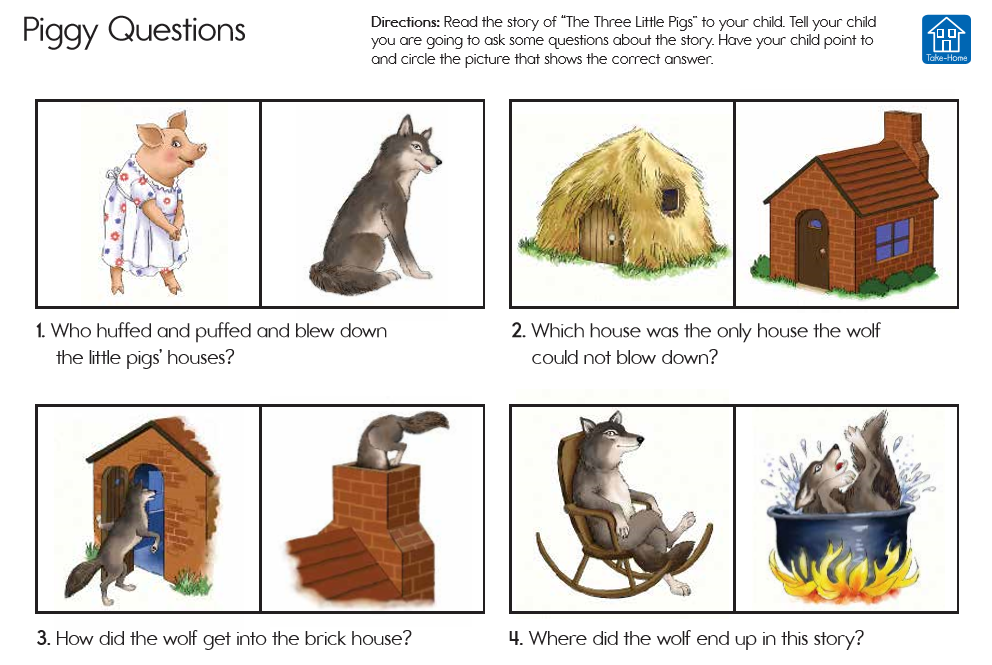 Piggy Questions
Directions: Read the story of “The Three Little Pigs” to your child. Tell your child
you are going to ask some questions about the story. Have your child point to
and circle the picture that shows the correct answer.
Take-Home
1. Who huffed and puffed and blew down
the little pigs’ houses?
2. Which house was the only house the wolf
could not blow down?
3. How did the wolf get into the brick house?
4. Where did the wolf end up in this story?